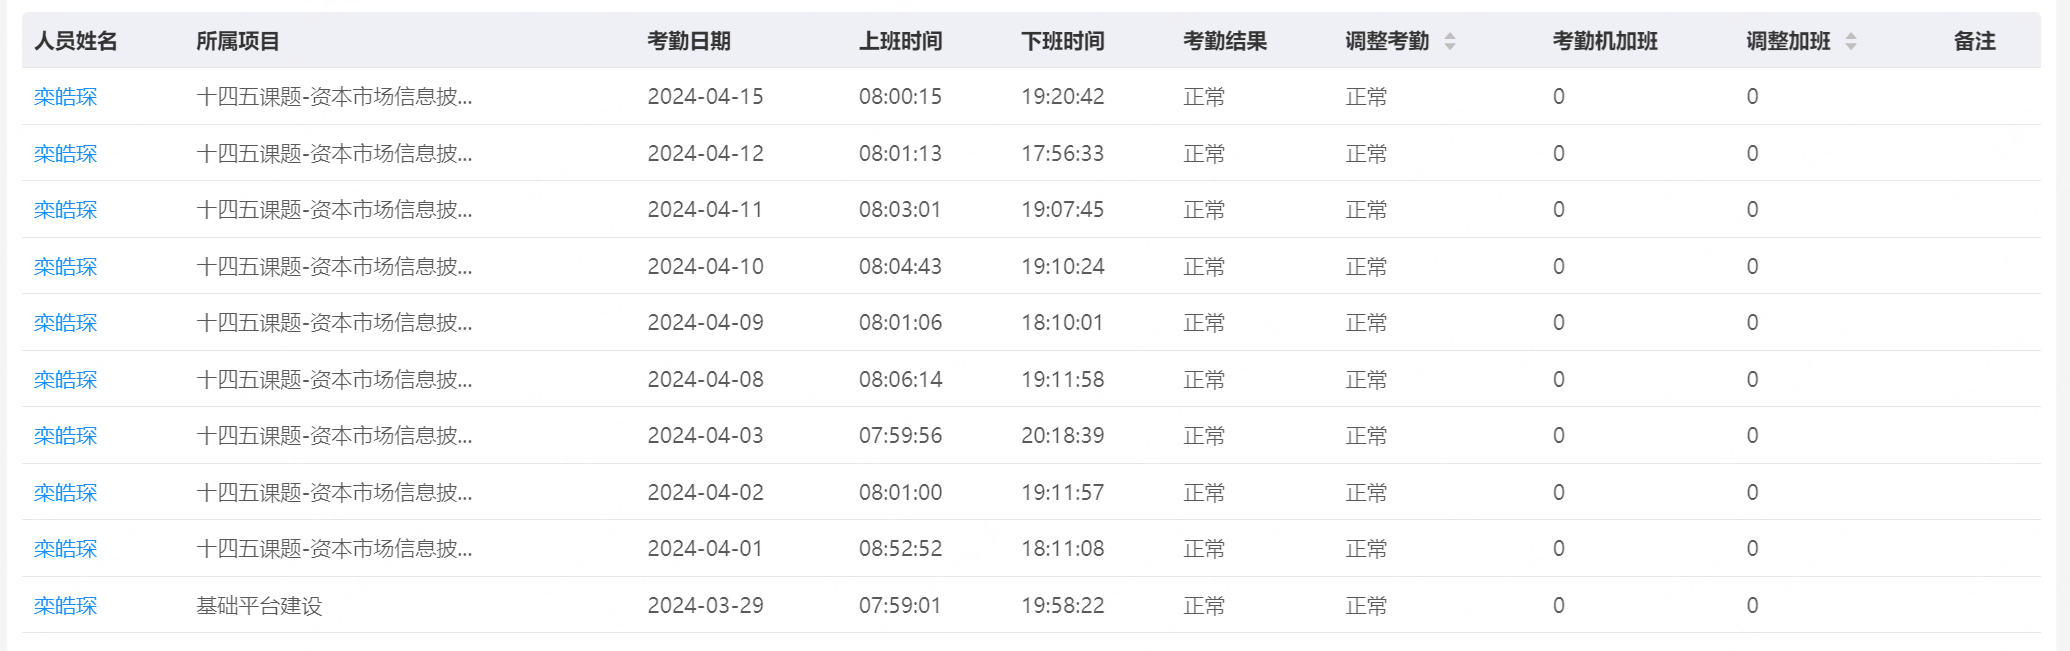 人员姓名 所属项目 考勤日期 上班时间 下班时间 考勤结果 调整考勤 考勤机加班 调整加班 备注
栾皓琛 十四五课题-资本市场信息披... 2024-04-15 08:00:15 19:20:42 正常 正常 0 0
栾皓琛 十四五课题-资本市场信息披... 2024-04-12 08:01:13 17:56:33 正常 正常 0 0
栾皓琛 十四五课题-资本市场信息披... 2024-04-11 08:03:01 19:07:45 正常 正常 0 0
栾皓琛 十四五课题-资本市场信息披... 2024-04-10 08:04:43 19:10:24 正常 正常 0 0
栾皓琛 十四五课题-资本市场信息披... 2024-04-09 08:01:06 18:10:01 正常 正常 0 0
栾皓琛 十四五课题-资本市场信息披... 2024-04-08 08:06:14 19:11:58 正常 正常 0 0
栾皓琛 十四五课题-资本市场信息披... 2024-04-03 07:59:56 20:18:39 正常 正常 0 0
栾皓琛 十四五课题-资本市场信息披... 2024-04-02 08:01:00 19:11:57 正常 正常 0 0
栾皓琛 十四五课题-资本市场信息披... 2024-04-01 08:52:52 18:11:08 正常 正常 0 0
栾皓琛 基础平台建设 2024-03-29 07:59:01 19:58:22 正常 正常 0 0